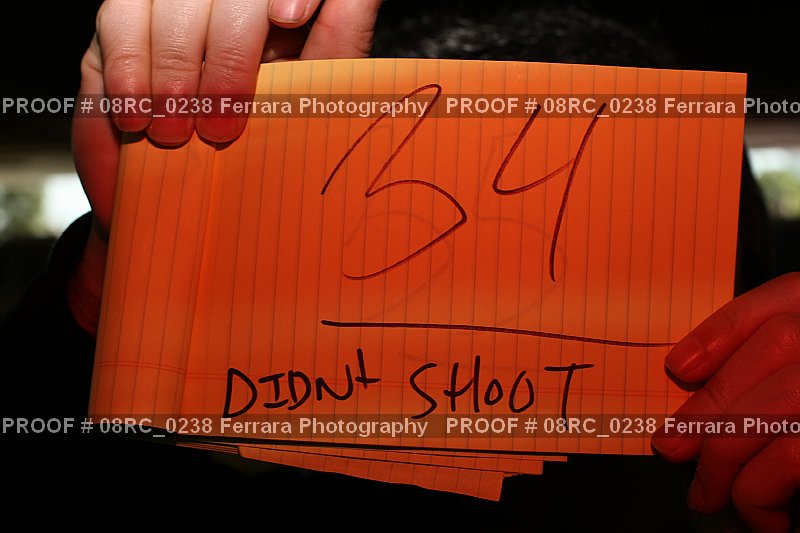 PROOF # 08RC_0238 Ferrara Photography PROOF # 08RC_0238 Ferrara Photo
34
DIDNt SHOOT
PROOF # 08RC_0238 Ferrara Photography PROOF # 08RC_0238 Ferrara Photo